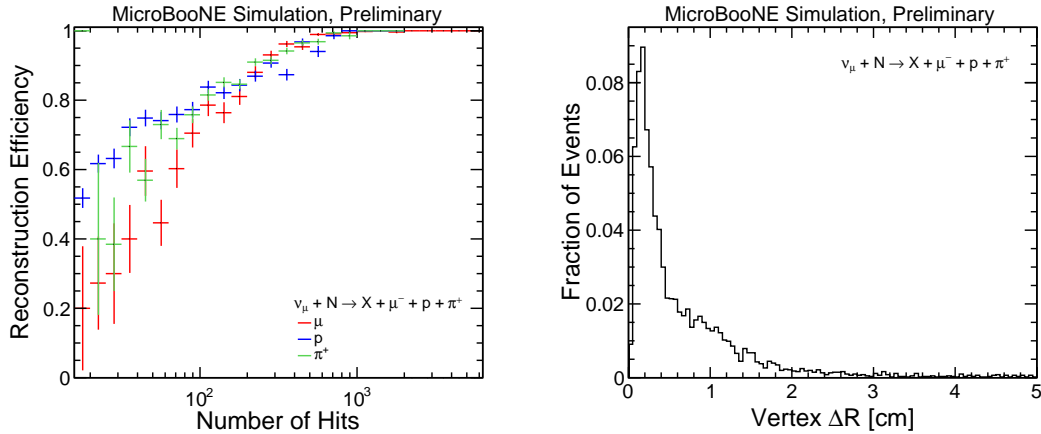 MicroBooNE Simulation, Preliminary
Reconstruction Efficiency
1
0.8
0.6
0.4
0.2
0
νμ + N → X + μ⁻ + p + π⁺
μ
p
π⁺
10²
10³
Number of Hits
MicroBooNE Simulation, Preliminary
νμ + N → X + μ⁻ + p + π⁺
Fraction of Events
0.08
0.06
0.04
0.02
0
0 1 2 3 4 5
Vertex ΔR [cm]